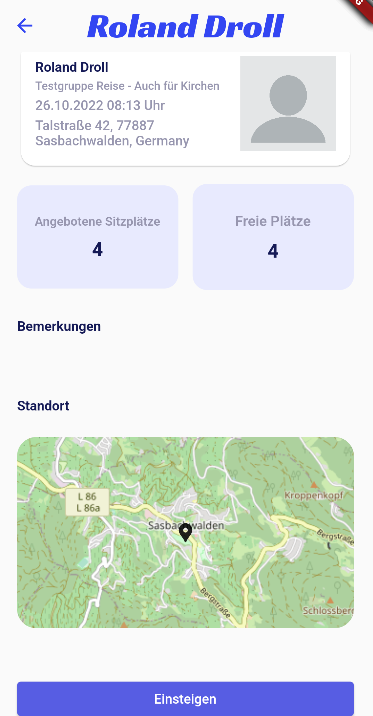 Roland Droll
G
Roland Droll
Testgruppe Reise - Auch für Kirchen
26.10.2022 08:13 Uhr
Talstraße 42, 77887
Sasbachwalden, Germany
Angebotene Sitzplätze
4
Freie Plätze
4
Bemerkungen
Standort
L 86
L 86a
Kroppenkopf
Sasbachwalden
Bergstraße
Bergstraße
Schlossberg
Einsteigen